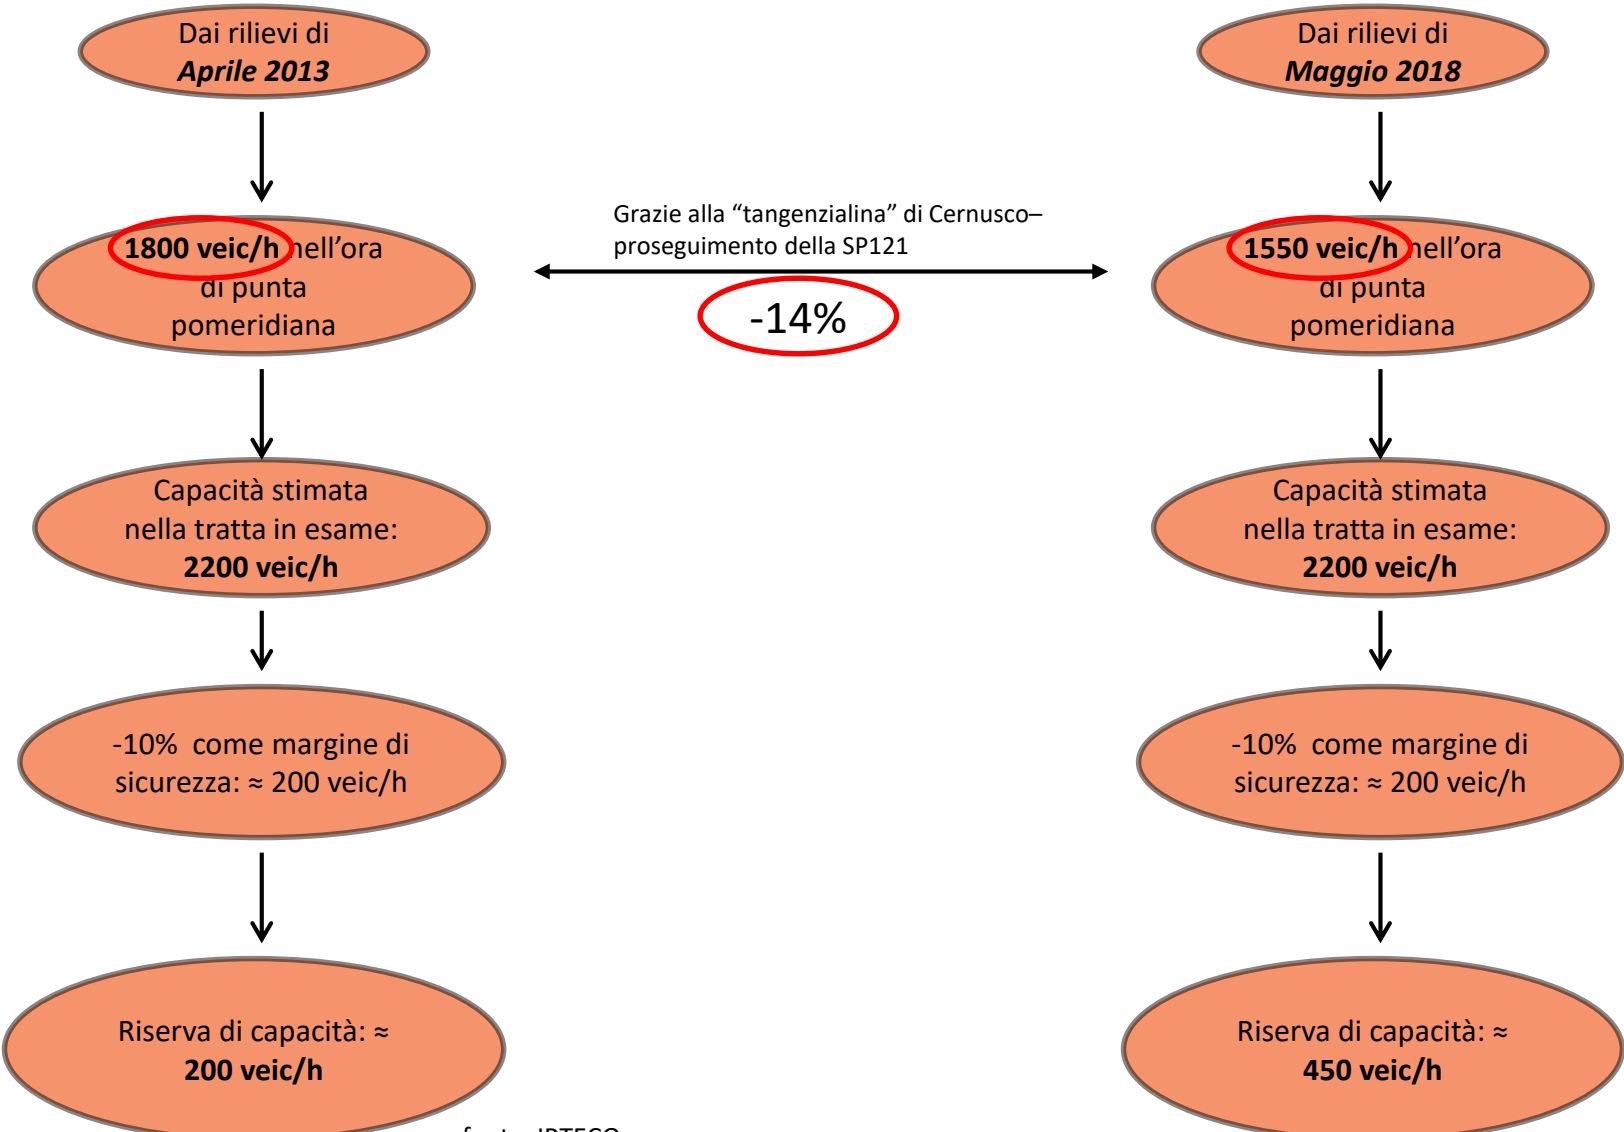 Dai rilievi di
Aprile 2013
1800 veic/h nell'ora
di punta
pomeridiana
Capacità stimata
nella tratta in esame:
2200 veic/h
-10%  come margine di
sicurezza: ≈ 200 veic/h
Riserva di capacità: ≈
200 veic/h
Grazie alla “tangenzialina” di Cernusco–
proseguimento della SP121
-14%
Dai rilievi di
Maggio 2018
1550 veic/h nell'ora
di punta
pomeridiana
Capacità stimata
nella tratta in esame:
2200 veic/h
-10%  come margine di
sicurezza: ≈ 200 veic/h
Riserva di capacità: ≈
450 veic/h